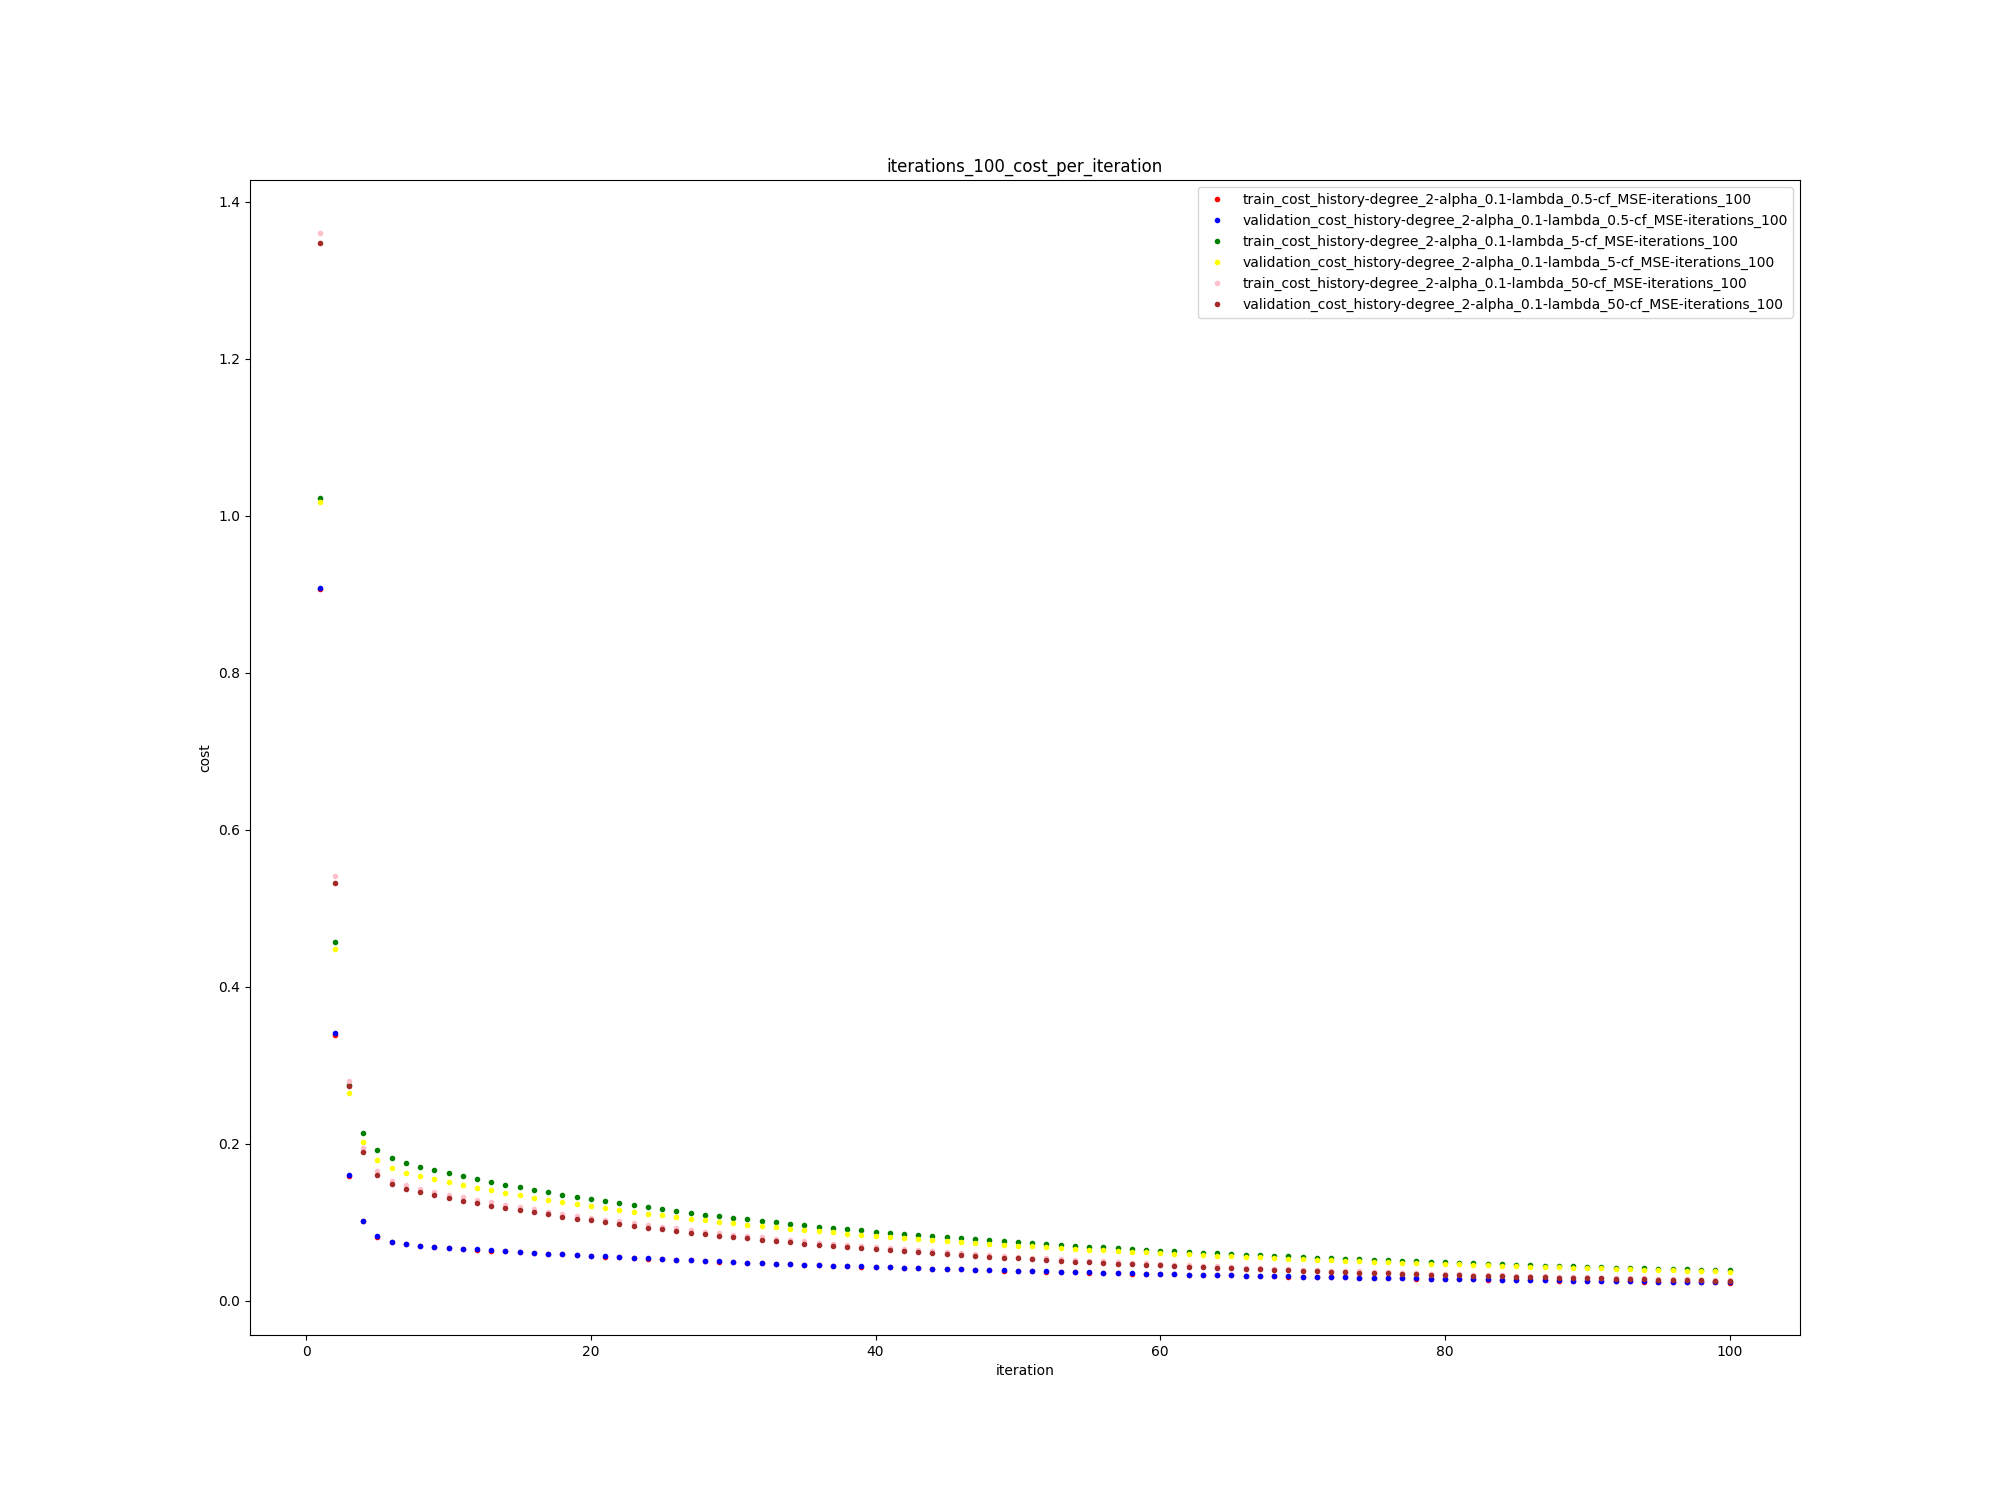 iterations_100_cost_per_iteration
train_cost_history-degree_2-alpha_0.1-lambda_0.5-cf_MSE-iterations_100
validation_cost_history-degree_2-alpha_0.1-lambda_0.5-cf_MSE-iterations_100
train_cost_history-degree_2-alpha_0.1-lambda_5-cf_MSE-iterations_100
validation_cost_history-degree_2-alpha_0.1-lambda_5-cf_MSE-iterations_100
train_cost_history-degree_2-alpha_0.1-lambda_50-cf_MSE-iterations_100
validation_cost_history-degree_2-alpha_0.1-lambda_50-cf_MSE-iterations_100
1.4
1.2
1.0
0.8
0.6
0.4
0.2
0.0
cost
0 20 40 60 80 100
iteration